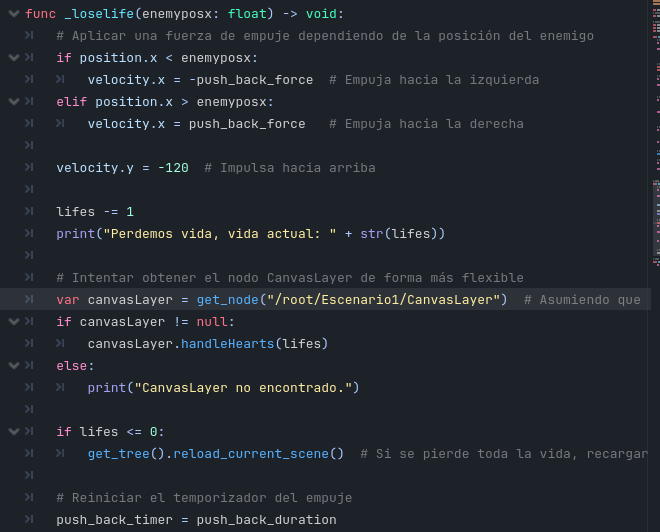 func _loselife(enemyposx: float) -> void:
# Aplicar una fuerza de empuje dependiendo de la posición del enemigo
if position.x < enemyposx:
velocity.x = -push_back_force  # Empuja hacia la izquierda
elif position.x > enemyposx:
velocity.x = push_back_force   # Empuja hacia la derecha
velocity.y = -120  # Impulsa hacia arriba
lifes -= 1
print("Perdemos vida, vida actual: " + str(lifes))
# Intentar obtener el nodo CanvasLayer de forma más flexible
var canvasLayer = get_node("/root/Escenario1/CanvasLayer")  # Asumiendo que
if canvasLayer != null:
canvasLayer.handleHearts(lifes)
else:
print("CanvasLayer no encontrado.")
if lifes <= 0:
get_tree().reload_current_scene()  # Si se pierde toda la vida, recargar
# Reiniciar el temporizador del empuje
push_back_timer = push_back_duration